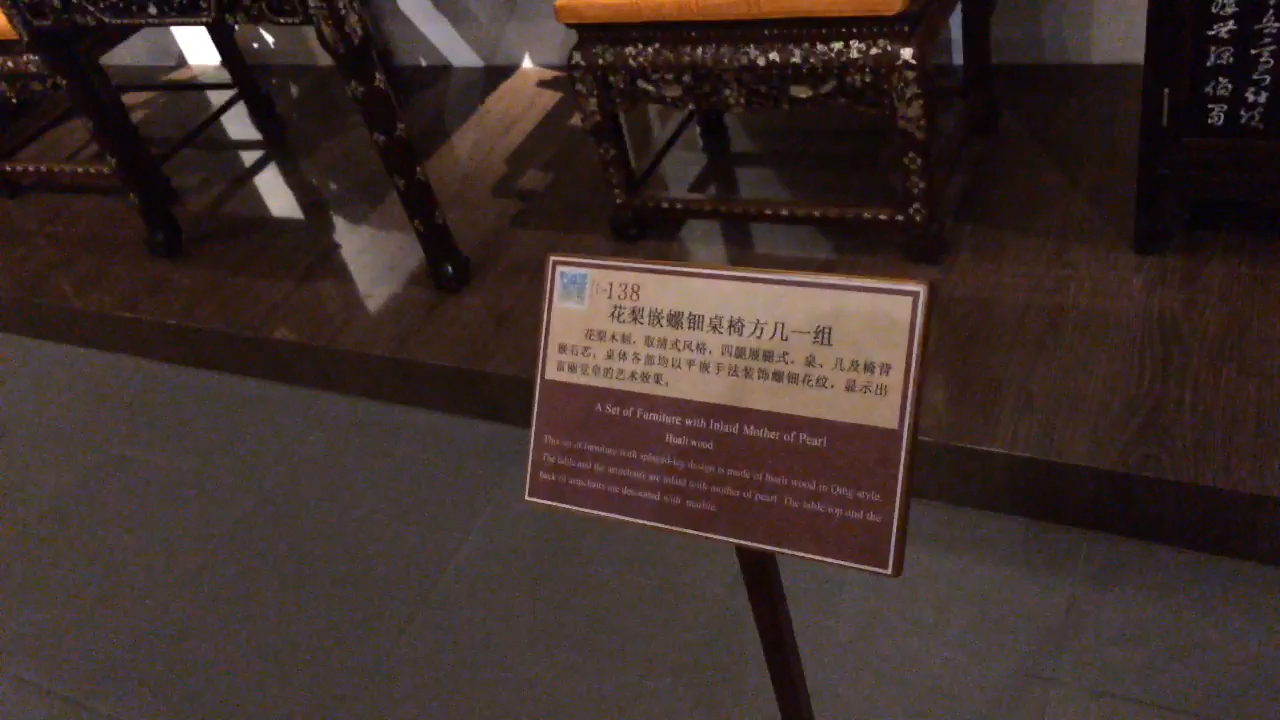 -138
花梨嵌螺钿桌椅方几一组
花梨木制，取清式风格，四腿展腿式。桌、几及椅背
嵌石芯，桌体各部均以平嵌手法装饰螺钿花纹，显示出
富丽堂皇的艺术效果。
A Set of Furniture with Inlaid Mother of Pearl
Huali wood
This set of furniture with splayed-leg design is made of huali wood in Qing style.
The table and the armchairs are inlaid with mother of pearl. The table top and the
back of armchairs are decorated with marble.